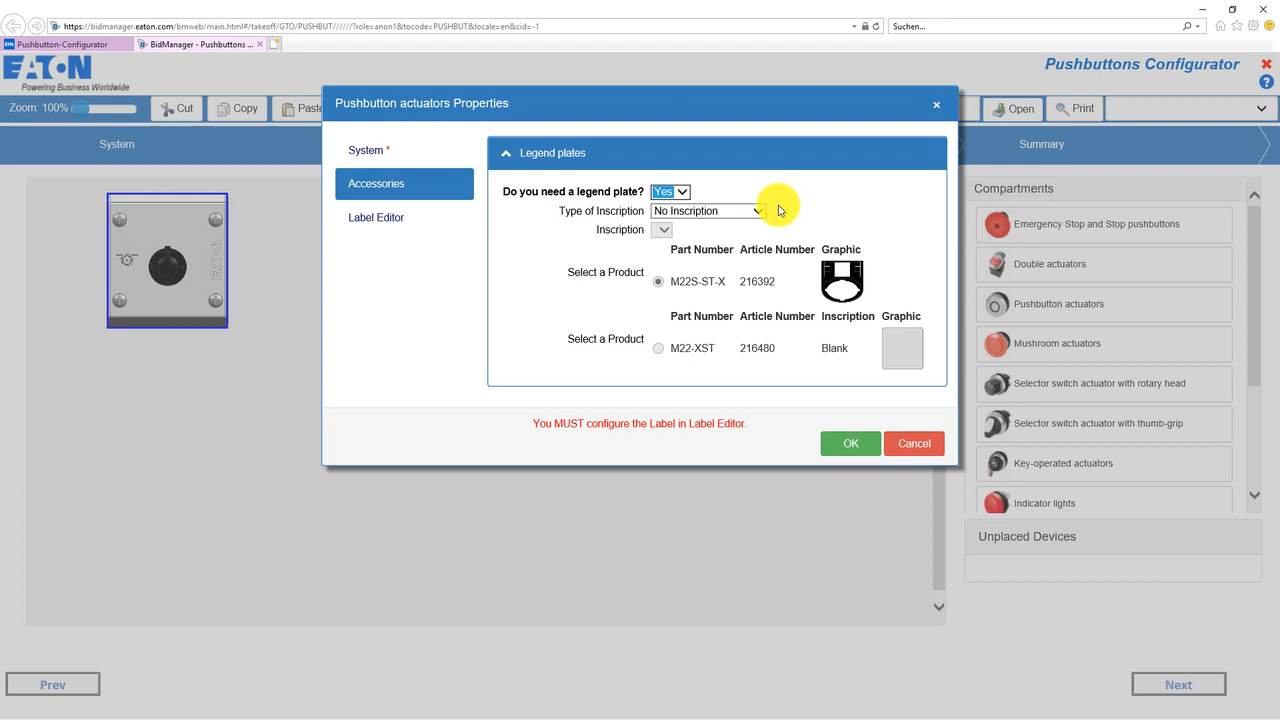 https://bidmanager.eaton.com/bmweb/main.html#/takeoff/GTO/PUSHBUT//////?role=anon1&tocode=PUSHBUT&locale=en&cid=-1
Suchen...
Pushbutton-Configurator
BidManager - Pushbuttons ...
EATON
Powering Business Worldwide
Pushbuttons Configurator
Zoom: 100%
Cut
Copy
Paste
Open
Print
System
Summary
Pushbutton actuators Properties
System *
Accessories
Label Editor
Legend plates
Do you need a legend plate? Yes
Type of Inscription No Inscription
Inscription
Part Number Article Number Graphic
Select a Product M22S-ST-X 216392
Part Number Article Number Inscription Graphic
Select a Product M22-XST 216480 Blank
You MUST configure the Label in Label Editor.
OK Cancel
EATON
Compartments
Emergency Stop and Stop pushbuttons
Double actuators
Pushbutton actuators
Mushroom actuators
Selector switch actuator with rotary head
Selector switch actuator with thumb-grip
Key-operated actuators
Indicator lights
Unplaced Devices
Prev
Next